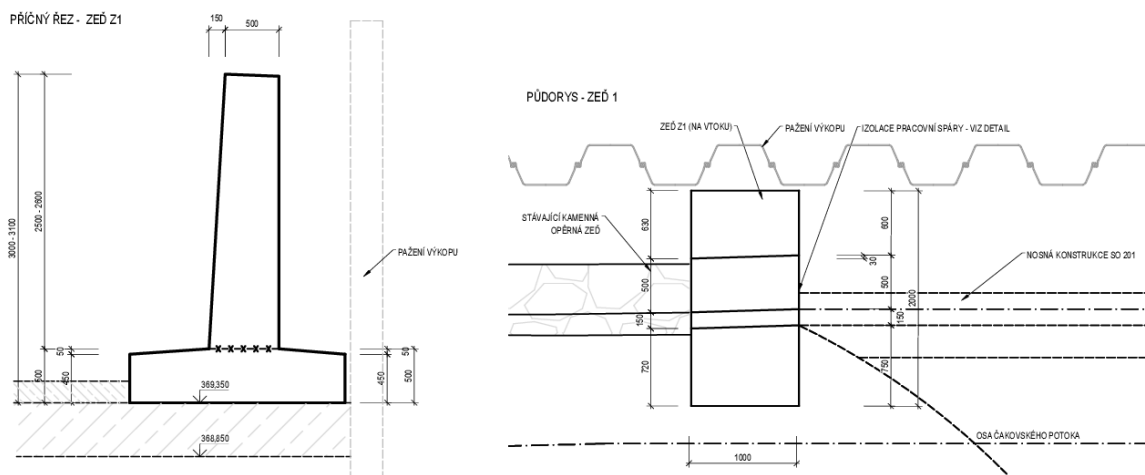 PŘÍČNÝ ŘEZ - ZEĎ Z1
150
500
3000 - 3100
2500 - 2600
PAŽENÍ VÝKOPU
50
500
450
50
450
500
369,350
368,850
PŮDORYS - ZEĎ 1
ZEĎ Z1 (NA VTOKU)
PAŽENÍ VÝKOPU
IZOLACE PRACOVNÍ SPÁRY - VIZ DETAIL
STÁVAJÍCÍ KAMENNÁ
OPĚRNÁ ZEĎ
630
500
150
720
600
30
500
2000
150
750
NOSNÁ KONSTRUKCE SO 201
OSA ČAKOVSKÉHO POTOKA
1000